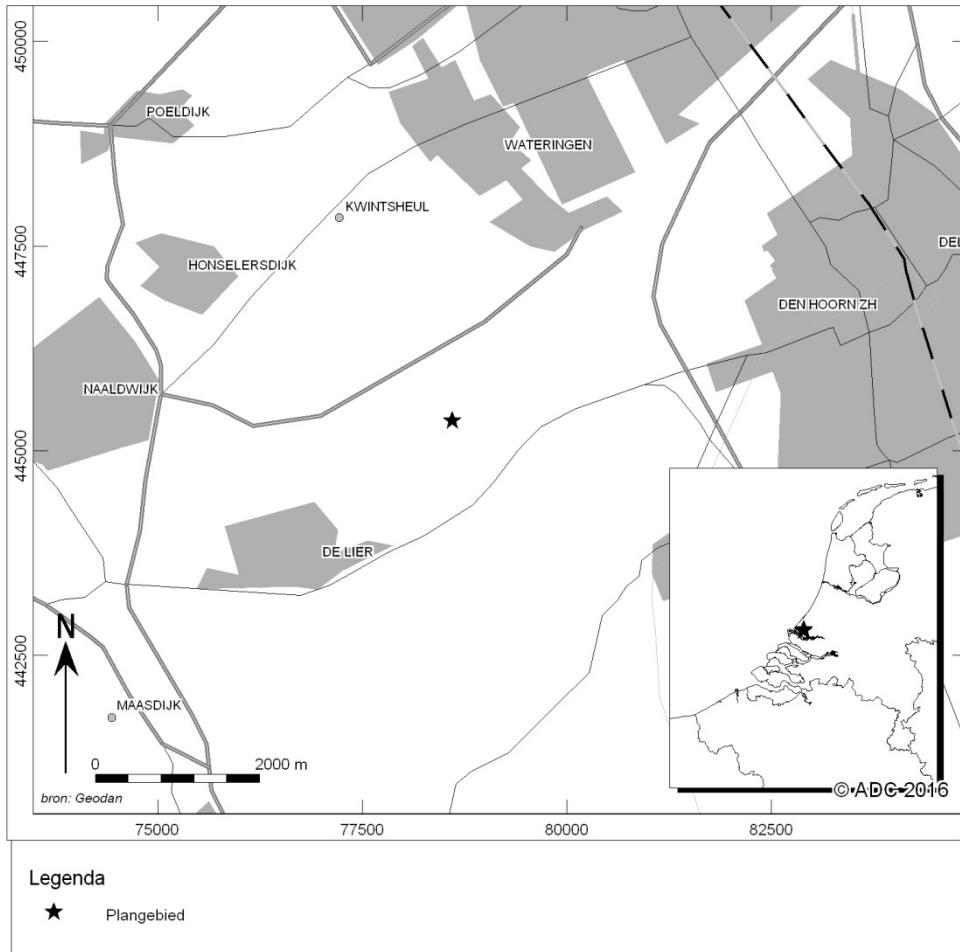 450000
447500
445000
442500
POELDIJK
WATERINGEN
KWINTSHEUL
HONSELERSDIJK
DEN HOORN ZH
DEL
NAALDWIJK
DE LIER
N
MAASDIJK
0 2000 m
bron: Geodan
© ADC-2016
75000 77500 80000 82500
Legenda
Plangebied